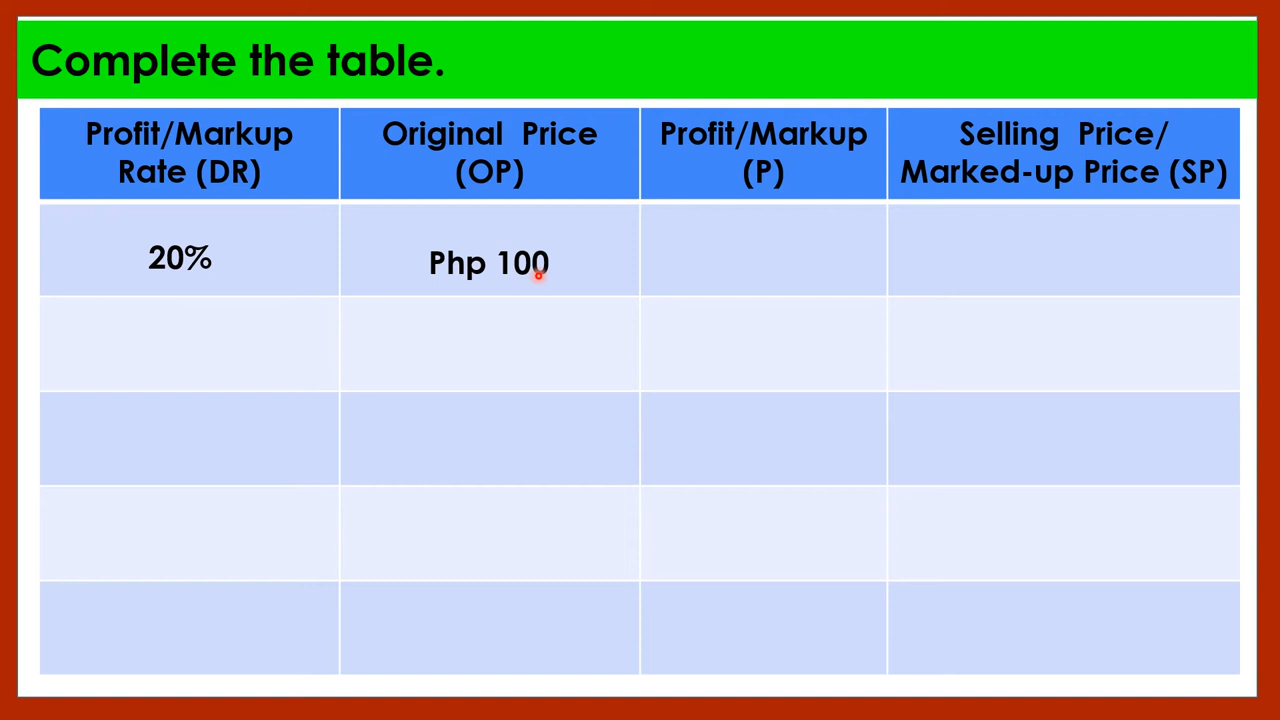 Complete the table.
Profit/Markup
Rate (DR)
Original Price
(OP)
Profit/Markup
(P)
Selling Price/
Marked-up Price (SP)
20%
Php 100